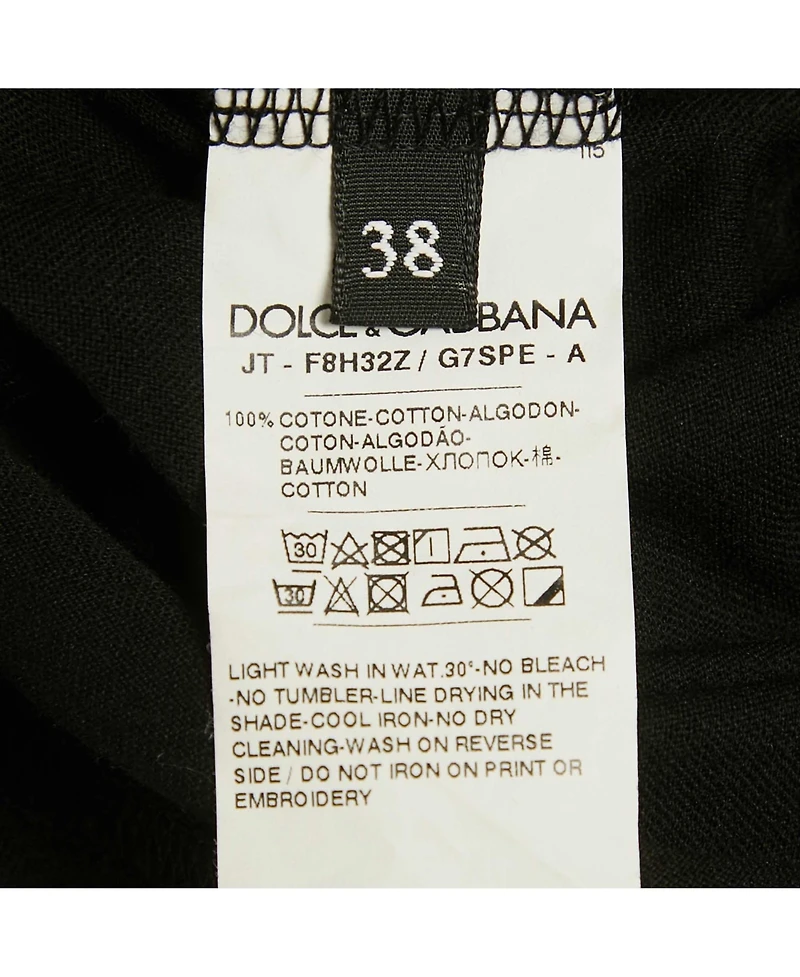 115
38
DOLCE & GABBANA
JT - F8H32Z / G7SPE - A
100% COTONE-COTTON-ALGODON-
COTON-ALGODÃO-
BAUMWOLLE-ХЛОПОК-棉-
COTTON
30
30
LIGHT WASH IN WAT.30°-NO BLEACH
-NO TUMBLER-LINE DRYING IN THE
SHADE-COOL IRON-NO DRY
CLEANING-WASH ON REVERSE
SIDE / DO NOT IRON ON PRINT OR
EMBROIDERY